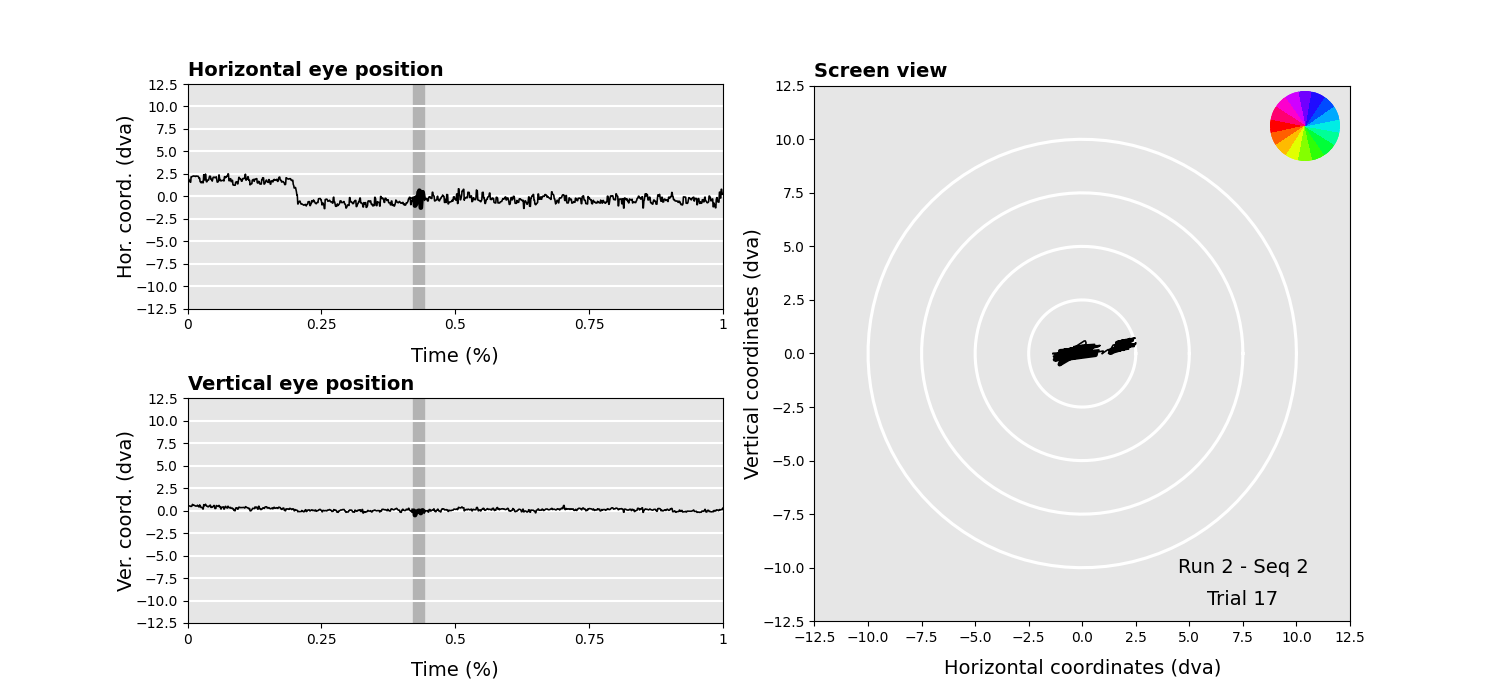 Horizontal eye position
Hor. coord. (dva)
12.5
10.0
7.5
5.0
2.5
0.0
−2.5
−5.0
−7.5
−10.0
−12.5
0 0.25 0.5 0.75 1
Time (%)
Vertical eye position
Ver. coord. (dva)
12.5
10.0
7.5
5.0
2.5
0.0
−2.5
−5.0
−7.5
−10.0
−12.5
0 0.25 0.5 0.75 1
Time (%)
Screen view
Vertical coordinates (dva)
12.5
10.0
7.5
5.0
2.5
0.0
−2.5
−5.0
−7.5
−10.0
−12.5
Run 2 - Seq 2
Trial 17
−12.5 −10.0 −7.5 −5.0 −2.5 0.0 2.5 5.0 7.5 10.0 12.5
Horizontal coordinates (dva)